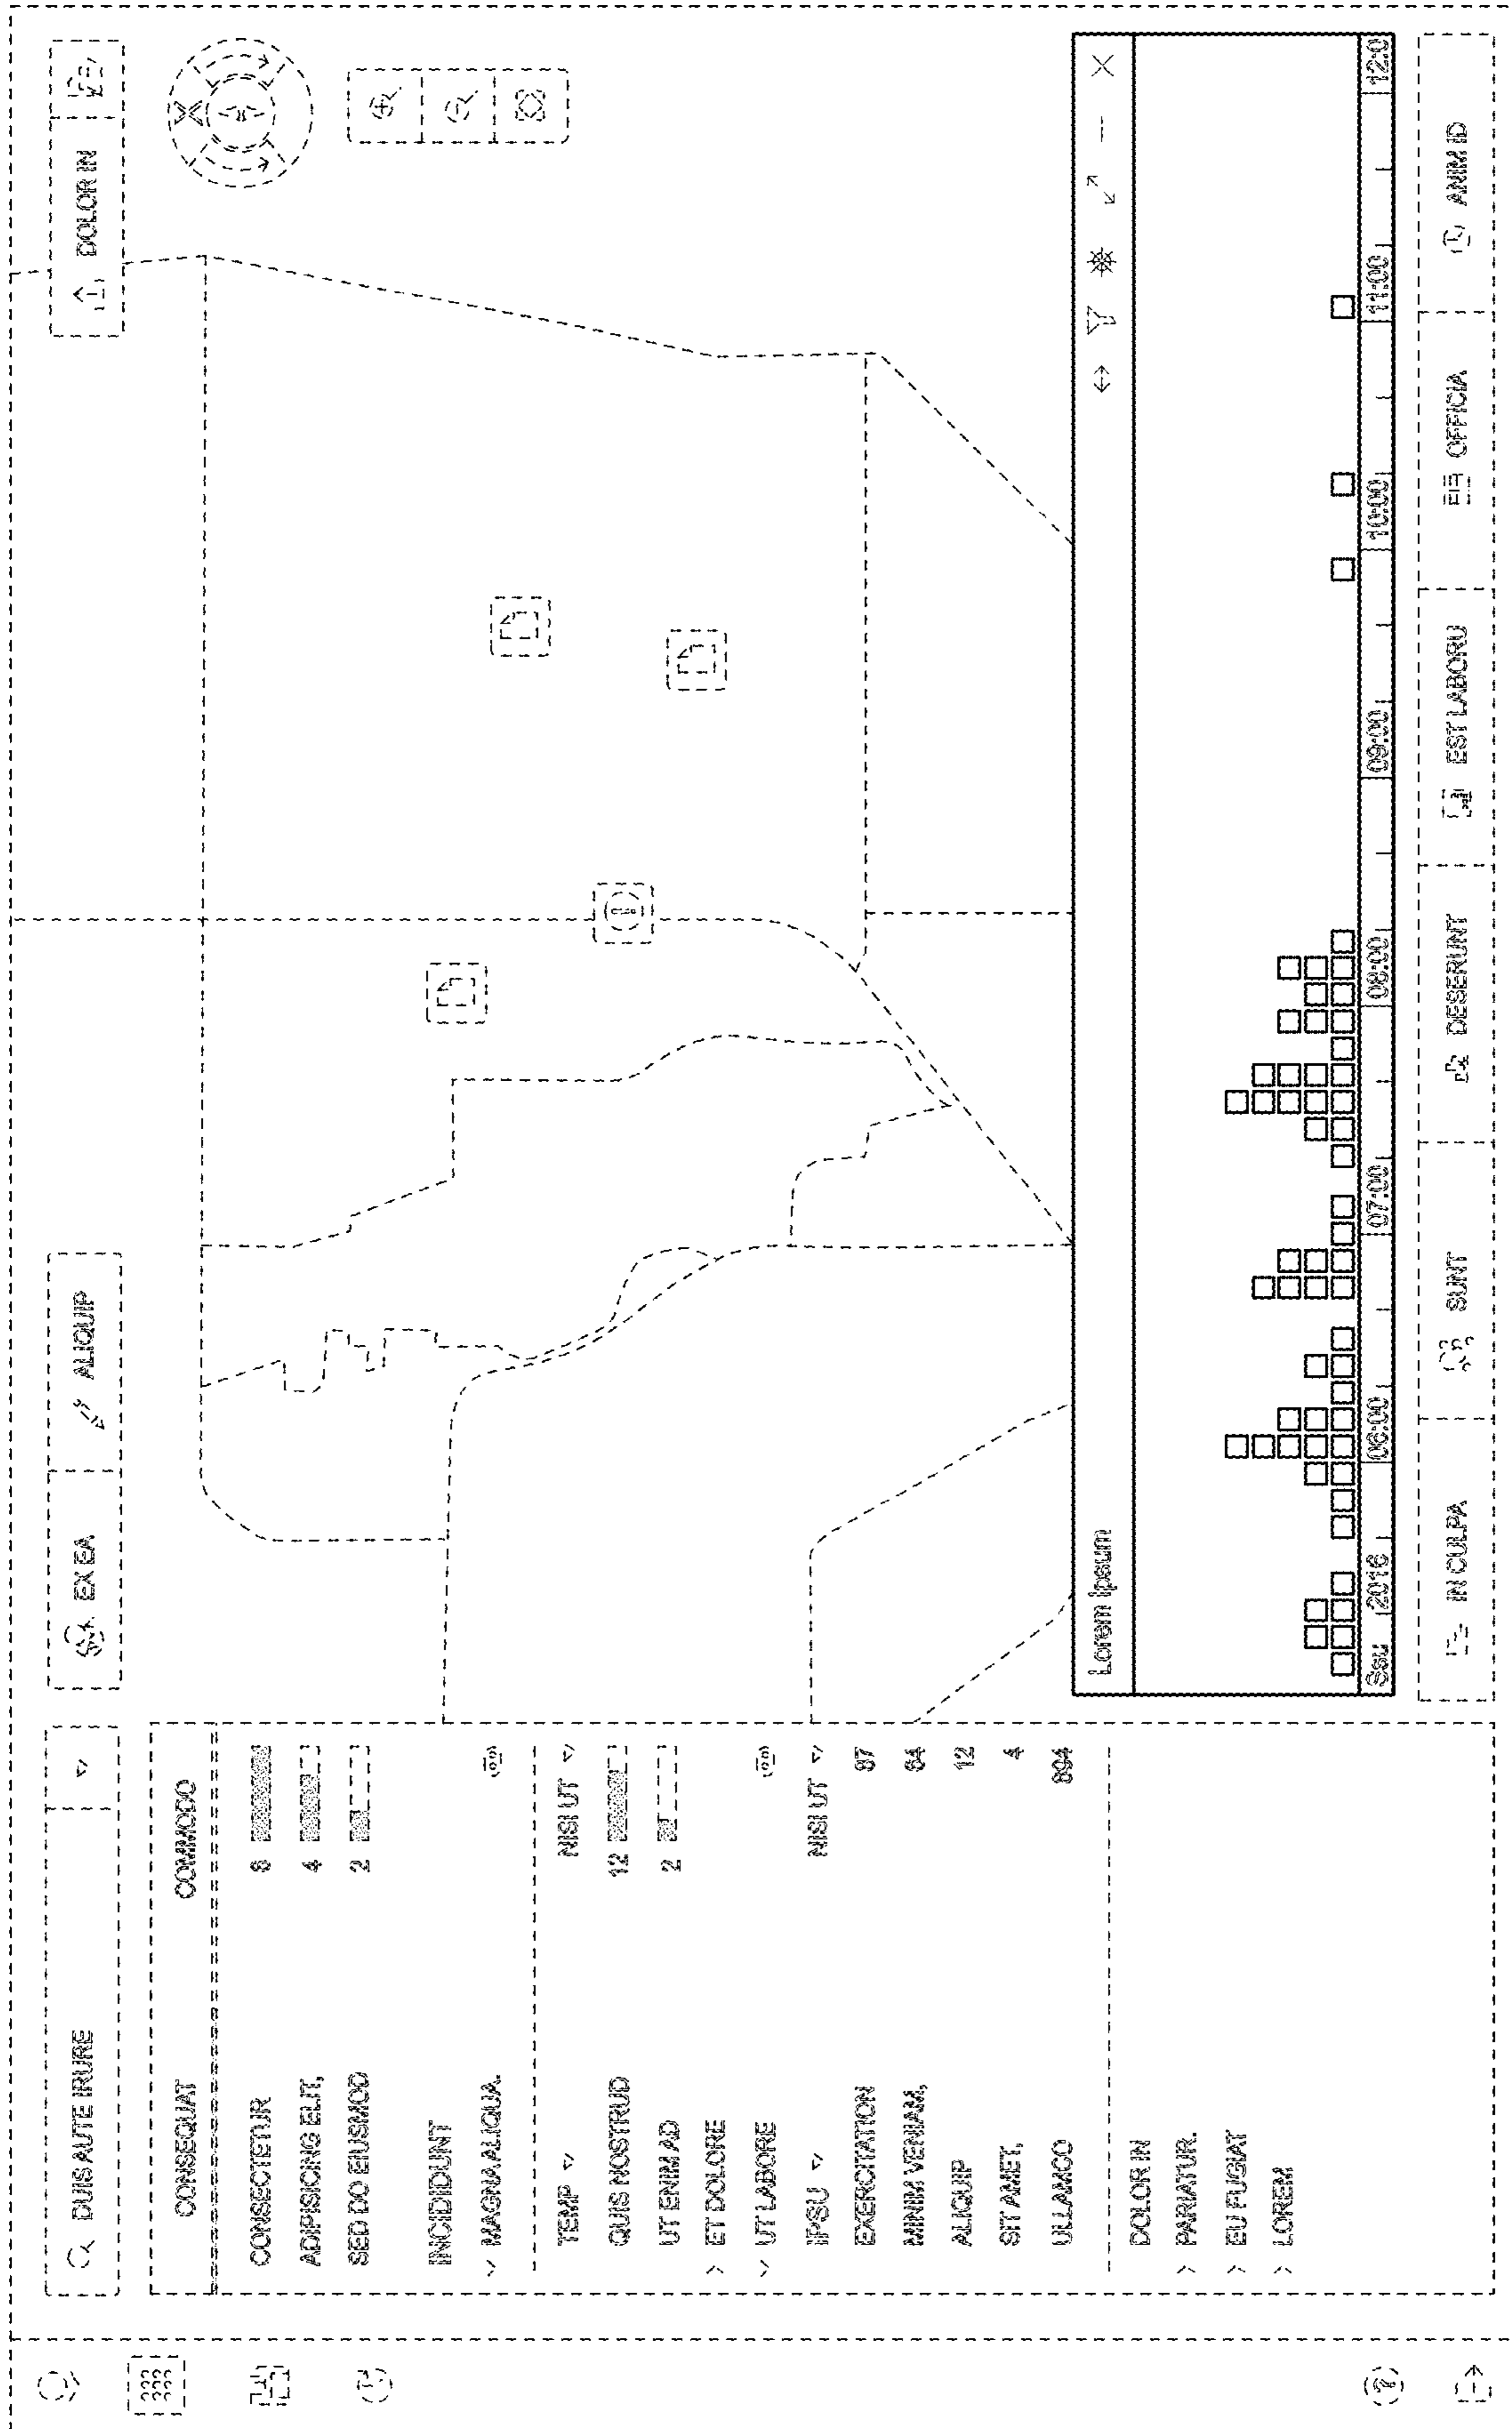 DUIS AUTE IRURE
EX EA
ALIQUIP
DOLOR IN
CONSEQUAT COMMODO
CONSECTETUR 8
ADIPISICING ELIT, 4
SED DO EIUSMOD 2
INCIDIDUNT
MAGNA ALIQUA.
TEMP NISI UT
QUIS NOSTRUD 12
UT ENIM AD 2
ET DOLORE
UT LABORE
IPSU NISI UT
EXERCITATION 87
MINIM VENIAM, 64
ALIQUIP 12
SIT AMET, 4
ULLAMCO 894
DOLOR IN
PARIATUR.
EU FUGIAT
LOREM
Lorem Ipsum
Ssu 2016 06:00 07:00 08:00 09:00 10:00 11:00 12:0
IN CULPA
SUNT
DESERUNT
EST LABORU
OFFICIA
ANIM ID